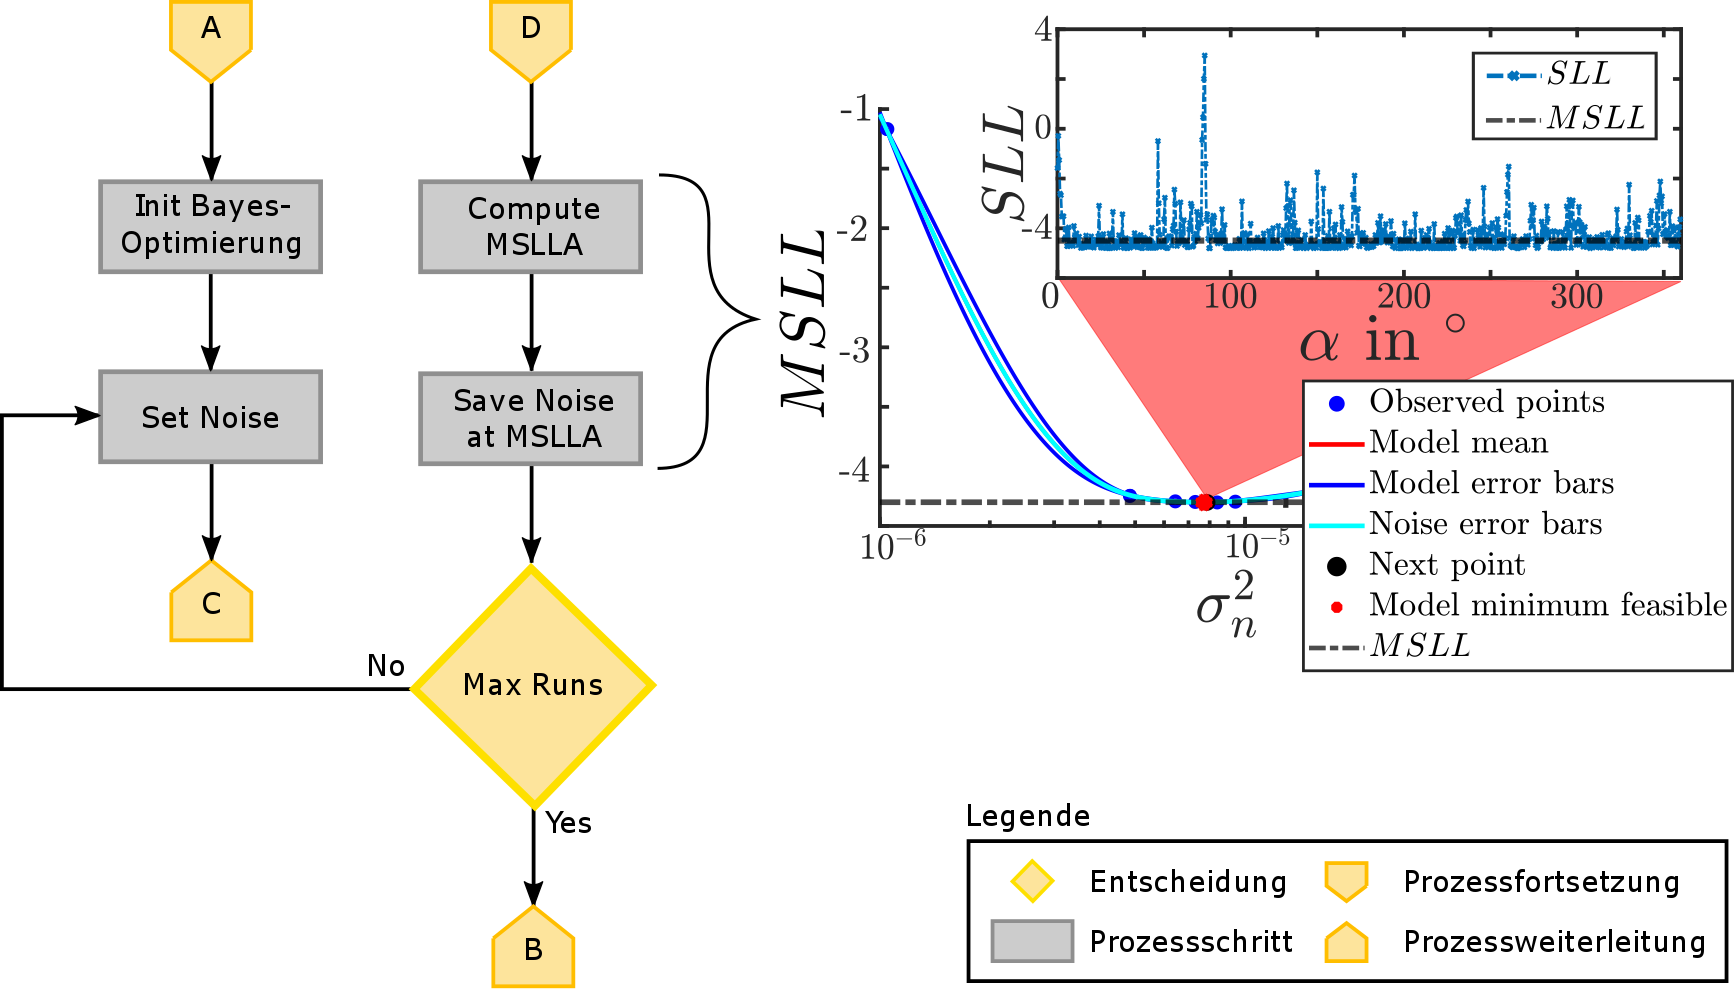 A
Init Bayes-
Optimierung
Set Noise
C
D
Compute
MSLLA
Save Noise
at MSLLA
Max Runs
No
Yes
B
MSLL
-1
-2
-3
-4
10⁻⁶
10⁻⁵
σₙ²
SLL
4
0
-4
0
100
200
300
α in °
SLL
MSLL
Observed points
Model mean
Model error bars
Noise error bars
Next point
Model minimum feasible
MSLL
Legende
Entscheidung
Prozessfortsetzung
Prozessschritt
Prozessweiterleitung